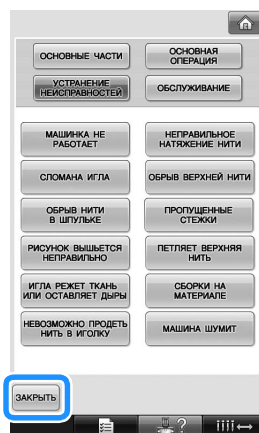 ОСНОВНЫЕ ЧАСТИ
ОСНОВНАЯ
ОПЕРАЦИЯ
УСТРАНЕНИЕ
НЕИСПРАВНОСТЕЙ
ОБСЛУЖИВАНИЕ
МАШИНКА НЕ
РАБОТАЕТ
НЕПРАВИЛЬНОЕ
НАТЯЖЕНИЕ НИТИ
СЛОМАНА ИГЛА
ОБРЫВ ВЕРХНЕЙ НИТИ
ОБРЫВ НИТИ
В ШПУЛЬКЕ
ПРОПУЩЕННЫЕ
СТЕЖКИ
РИСУНОК ВЫШЬЕТСЯ
НЕПРАВИЛЬНО
ПЕТЛЯЕТ ВЕРХНЯЯ
НИТЬ
ИГЛА РЕЖЕТ ТКАНЬ
ИЛИ ОСТАВЛЯЕТ ДЫРЫ
СБОРКИ НА
МАТЕРИАЛЕ
НЕВОЗМОЖНО ПРОДЕТЬ
НИТЬ В ИГОЛКУ
МАШИНА ШУМИТ
ЗАКРЫТЬ
?